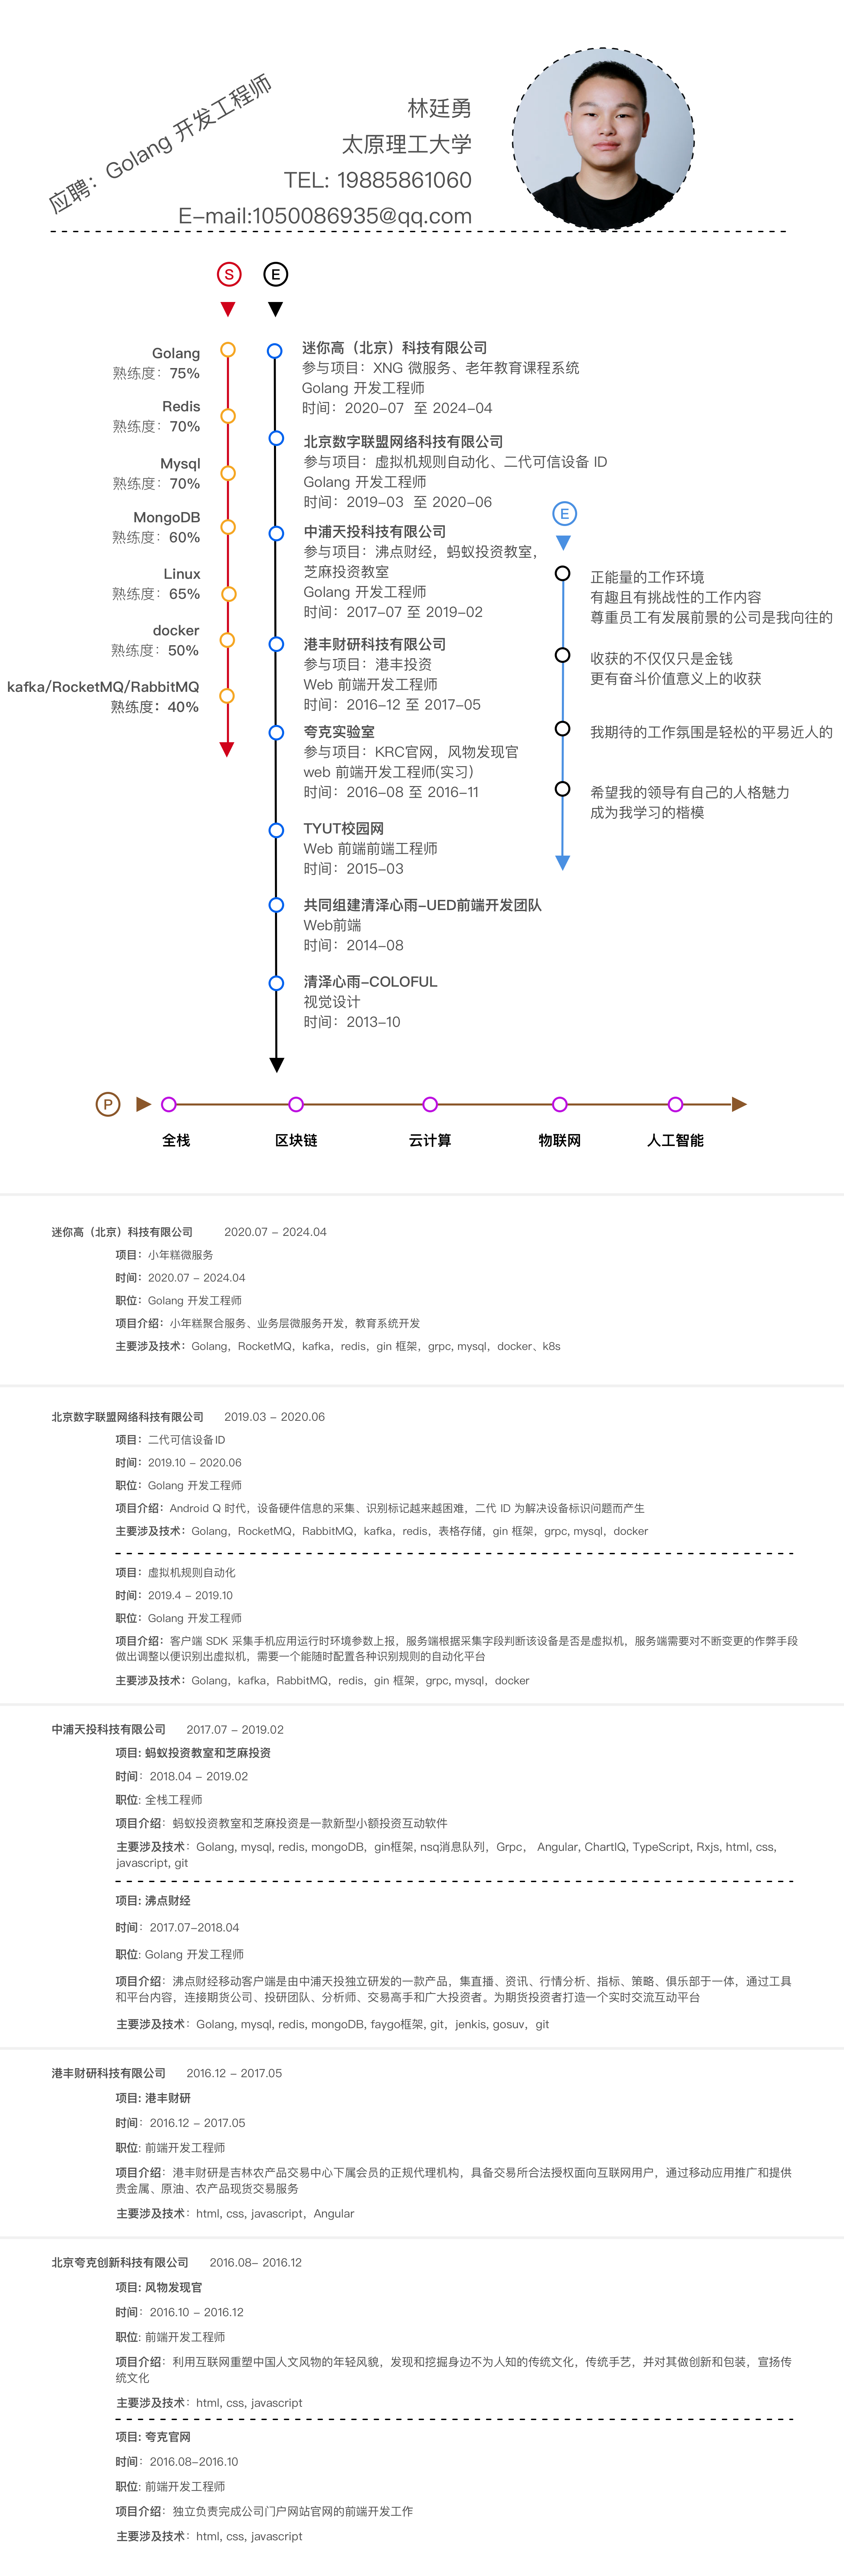 应聘：Golang 开发工程师
林廷勇
太原理工大学
TEL: 19885861060
E-mail:1050086935@qq.com
S
E
Golang
熟练度：75%
Redis
熟练度：70%
Mysql
熟练度：70%
MongoDB
熟练度：60%
Linux
熟练度：65%
docker
熟练度：50%
kafka/RocketMQ/RabbitMQ
熟练度：40%
迷你高（北京）科技有限公司
参与项目：XNG 微服务、老年教育课程系统
Golang 开发工程师
时间：2020-07 至 2024-04
北京数字联盟网络科技有限公司
参与项目：虚拟机规则自动化、二代可信设备 ID
Golang 开发工程师
时间：2019-03 至 2020-06
中浦天投科技有限公司
参与项目：沸点财经，蚂蚁投资教室，
芝麻投资教室
Golang 开发工程师
时间：2017-07 至 2019-02
港丰财研科技有限公司
参与项目：港丰投资
Web 前端开发工程师
时间：2016-12 至 2017-05
夸克实验室
参与项目：KRC官网，风物发现官
web 前端开发工程师(实习)
时间：2016-08 至 2016-11
TYUT校园网
Web 前端前端工程师
时间：2015-03
共同组建清泽心雨-UED前端开发团队
Web前端
时间：2014-08
清泽心雨-COLOFUL
视觉设计
时间：2013-10
E
正能量的工作环境
有趣且有挑战性的工作内容
尊重员工有发展前景的公司是我向往的
收获的不仅仅只是金钱
更有奋斗价值意义上的收获
我期待的工作氛围是轻松的平易近人的
希望我的领导有自己的人格魅力
成为我学习的楷模
P
全栈 区块链 云计算 物联网 人工智能
迷你高（北京）科技有限公司 2020.07 - 2024.04
项目：小年糕微服务
时间：2020.07 - 2024.04
职位：Golang 开发工程师
项目介绍：小年糕聚合服务、业务层微服务开发，教育系统开发
主要涉及技术：Golang，RocketMQ，kafka，redis，gin 框架，grpc, mysql，docker、k8s
北京数字联盟网络科技有限公司 2019.03 - 2020.06
项目：二代可信设备ID
时间：2019.10 - 2020.06
职位：Golang 开发工程师
项目介绍：Android Q 时代，设备硬件信息的采集、识别标记越来越困难，二代 ID 为解决设备标识问题而产生
主要涉及技术：Golang，RocketMQ，RabbitMQ，kafka，redis，表格存储，gin 框架，grpc, mysql，docker
项目：虚拟机规则自动化
时间：2019.4 - 2019.10
职位：Golang 开发工程师
项目介绍：客户端 SDK 采集手机应用运行时环境参数上报，服务端根据采集字段判断该设备是否是虚拟机，服务端需要对不断变更的作弊手段
做出调整以便识别出虚拟机，需要一个能随时配置各种识别规则的自动化平台
主要涉及技术：Golang，kafka，RabbitMQ，redis，gin 框架，grpc, mysql，docker
中浦天投科技有限公司 2017.07 - 2019.02
项目: 蚂蚁投资教室和芝麻投资
时间：2018.04 - 2019.02
职位: 全栈工程师
项目介绍：蚂蚁投资教室和芝麻投资是一款新型小额投资互动软件
主要涉及技术：Golang, mysql, redis, mongoDB，gin框架, nsq消息队列，Grpc， Angular, ChartIQ, TypeScript, Rxjs, html, css,
javascript, git
项目: 沸点财经
时间：2017.07-2018.04
职位: Golang 开发工程师
项目介绍：沸点财经移动客户端是由中浦天投独立研发的一款产品，集直播、资讯、行情分析、指标、策略、俱乐部于一体，通过工具
和平台内容，连接期货公司、投研团队、分析师、交易高手和广大投资者。为期货投资者打造一个实时交流互动平台
主要涉及技术：Golang, mysql, redis, mongoDB, faygo框架, git，jenkis, gosuv，git
港丰财研科技有限公司 2016.12 - 2017.05
项目: 港丰财研
时间：2016.12 - 2017.05
职位: 前端开发工程师
项目介绍：港丰财研是吉林农产品交易中心下属会员的正规代理机构，具备交易所合法授权面向互联网用户，通过移动应用推广和提供
贵金属、原油、农产品现货交易服务
主要涉及技术：html, css, javascript，Angular
北京夸克创新科技有限公司 2016.08- 2016.12
项目: 风物发现官
时间：2016.10 - 2016.12
职位: 前端开发工程师
项目介绍：利用互联网重塑中国人文风物的年轻风貌，发现和挖掘身边不为人知的传统文化，传统手艺，并对其做创新和包装，宣扬传
统文化
主要涉及技术：html, css, javascript
项目: 夸克官网
时间：2016.08-2016.10
职位: 前端开发工程师
项目介绍：独立负责完成公司门户网站官网的前端开发工作
主要涉及技术：html, css, javascript